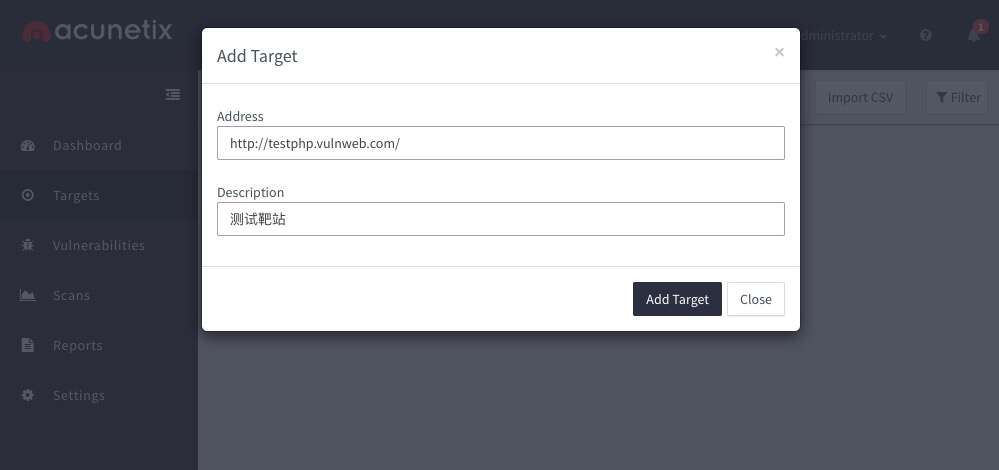 acunetix
dministrator
1
Add Target
×
Import CSV
Filter
Address
http://testphp.vulnweb.com/
Description
测试靶站
Add Target
Close
Dashboard
Targets
Vulnerabilities
Scans
Reports
Settings